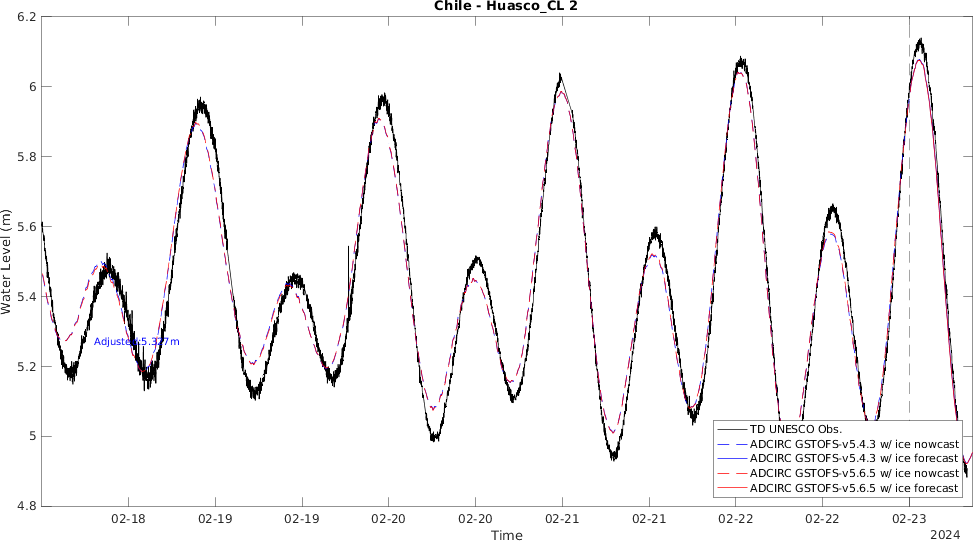 Chile - Huasco_CL 2
6.2
6
5.8
5.6
5.4
5.2
5
4.8
Water Level (m)
5.327m
TD UNESCO Obs.
ADCIRC GSTOFS-v5.4.3 w/ ice nowcast
ADCIRC GSTOFS-v5.4.3 w/ ice forecast
ADCIRC GSTOFS-v5.6.5 w/ ice nowcast
ADCIRC GSTOFS-v5.6.5 w/ ice forecast
02-18 02-19 02-19 02-20 02-20 02-21 02-21 02-22 02-22 02-23
Time
2024